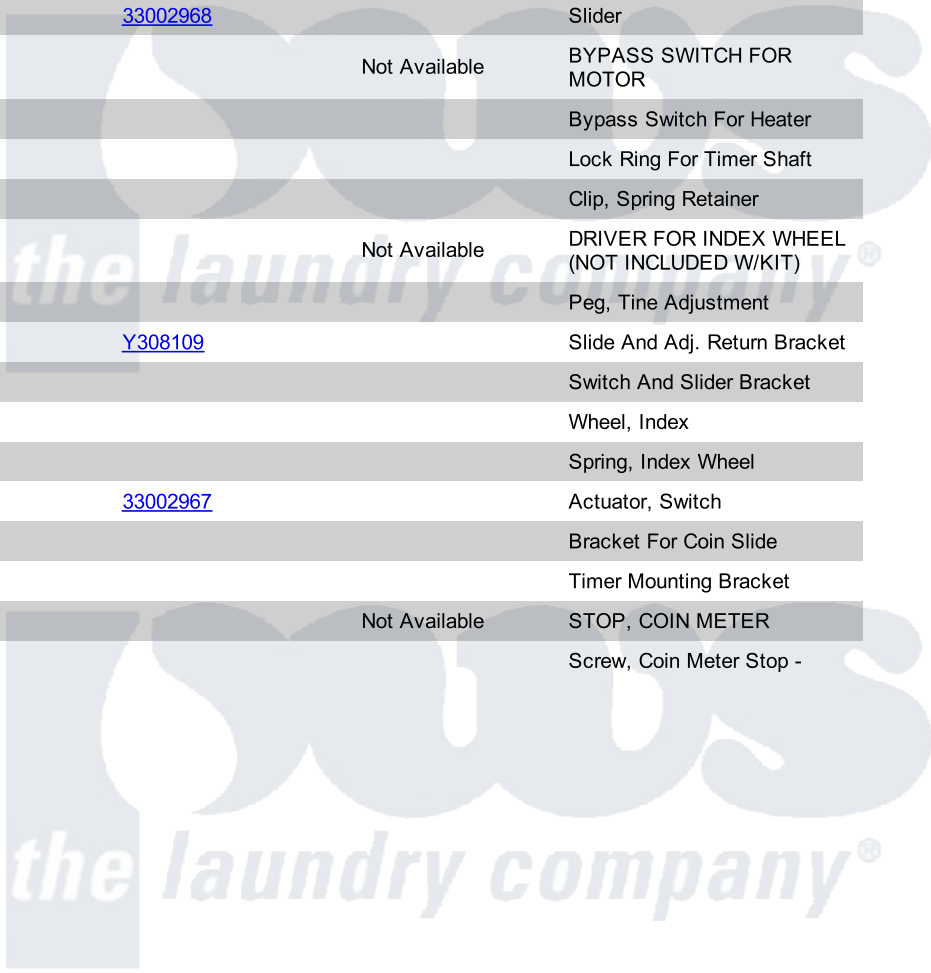 33002968 Slider
Not Available BYPASS SWITCH FOR
MOTOR
Bypass Switch For Heater
Lock Ring For Timer Shaft
Clip, Spring Retainer
Not Available DRIVER FOR INDEX WHEEL
(NOT INCLUDED W/KIT)
Peg, Tine Adjustment
Y308109 Slide And Adj. Return Bracket
Switch And Slider Bracket
Wheel, Index
Spring, Index Wheel
33002967 Actuator, Switch
Bracket For Coin Slide
Timer Mounting Bracket
Not Available STOP, COIN METER
Screw, Coin Meter Stop -
pws
the laundry company®
pws
the laundry company®